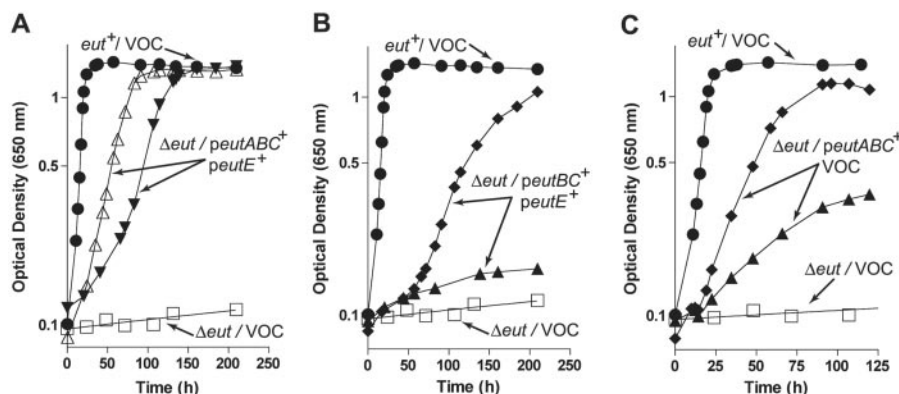 A
eut+/ VOC
Optical Density (650 nm)
1
0.5
0.1
Δeut / peutABC+
peutE+
Δeut / VOC
0 50 100 150 200 250
Time (h)
B
eut+/ VOC
Optical Density (650 nm)
1
0.5
0.1
Δeut / peutBC+
peutE+
Δeut / VOC
0 50 100 150 200 250
Time (h)
C
eut+/ VOC
Optical Density (650 nm)
1
0.5
0.1
Δeut / peutABC+
VOC
Δeut / VOC
0 25 50 75 100 125
Time (h)